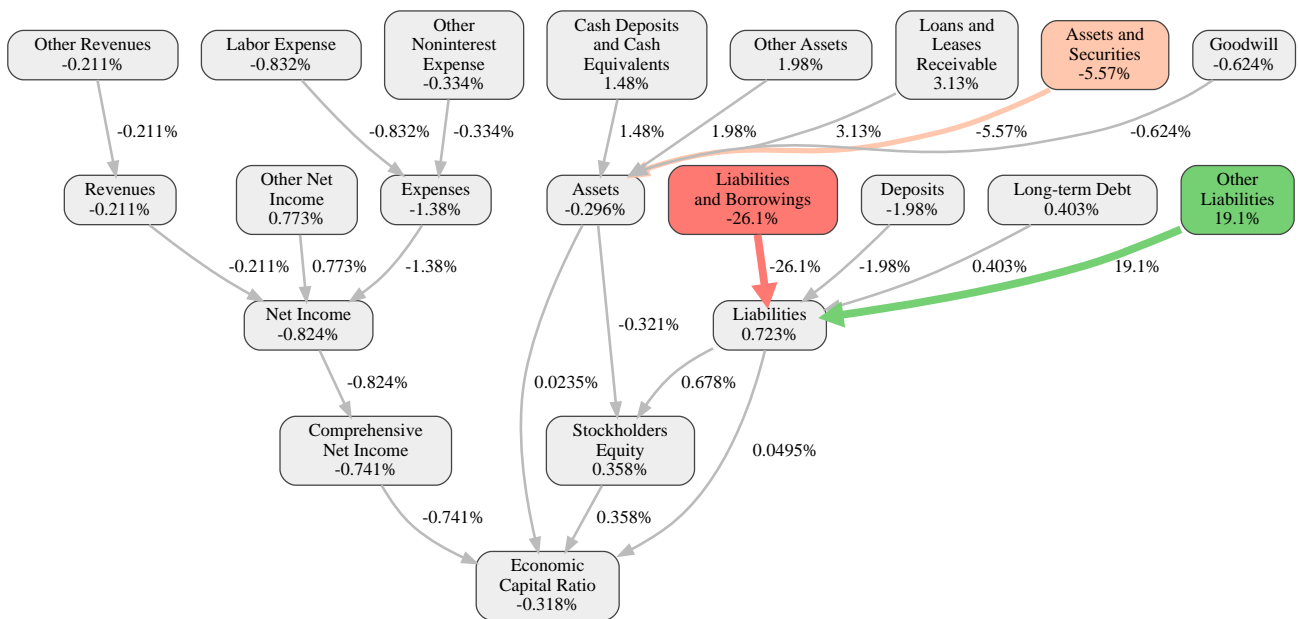 Other Revenues
-0.211%
Labor Expense
-0.832%
Other
Noninterest
Expense
-0.334%
Cash Deposits
and Cash
Equivalents
1.48%
Other Assets
1.98%
Loans and
Leases
Receivable
3.13%
Assets and
Securities
-5.57%
Goodwill
-0.624%
-0.211%
-0.832%
-0.334%
1.48%
1.98%
3.13%
-5.57%
-0.624%
Revenues
-0.211%
Other Net
Income
0.773%
Expenses
-1.38%
Assets
-0.296%
Liabilities
and Borrowings
-26.1%
Deposits
-1.98%
Long-term Debt
0.403%
Other
Liabilities
19.1%
-0.211%
0.773%
-1.38%
-26.1%
-1.98%
0.403%
19.1%
Net Income
-0.824%
-0.321%
Liabilities
0.723%
-0.824%
0.0235%
0.678%
Comprehensive
Net Income
-0.741%
Stockholders
Equity
0.358%
0.0495%
-0.741%
0.358%
Economic
Capital Ratio
-0.318%